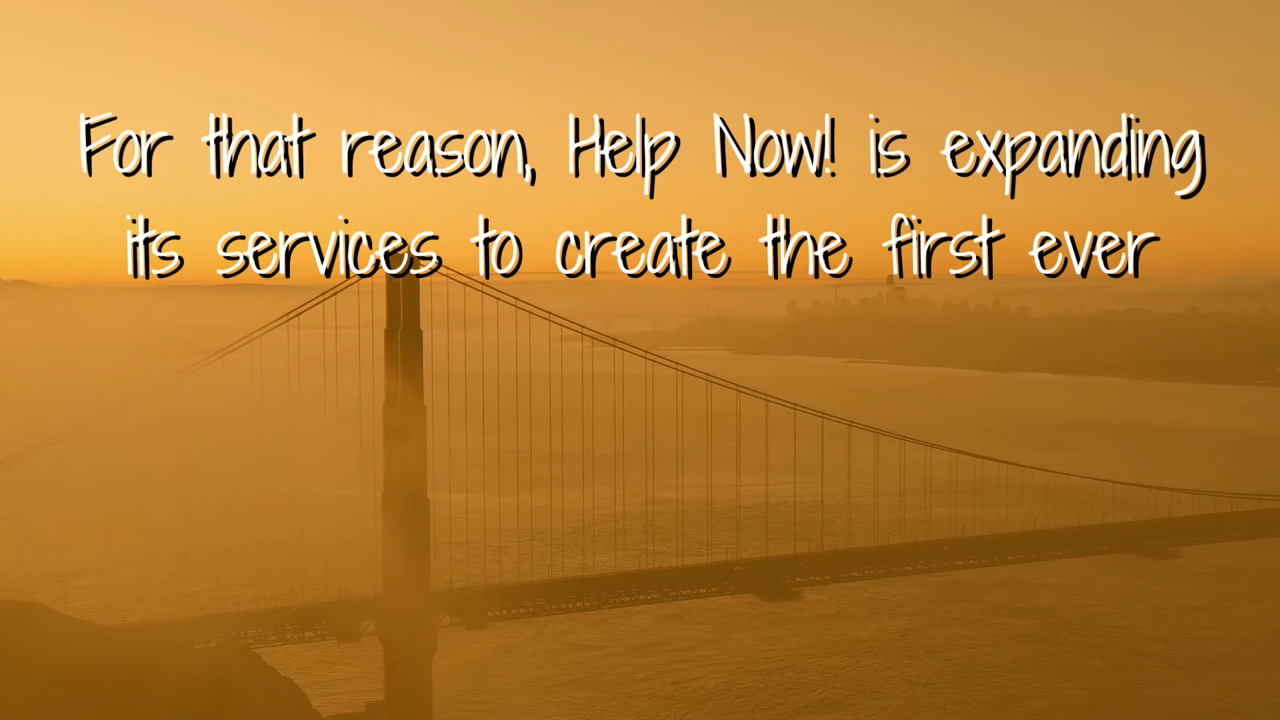 For that reason, Help Now! is expanding
its services to create the first ever